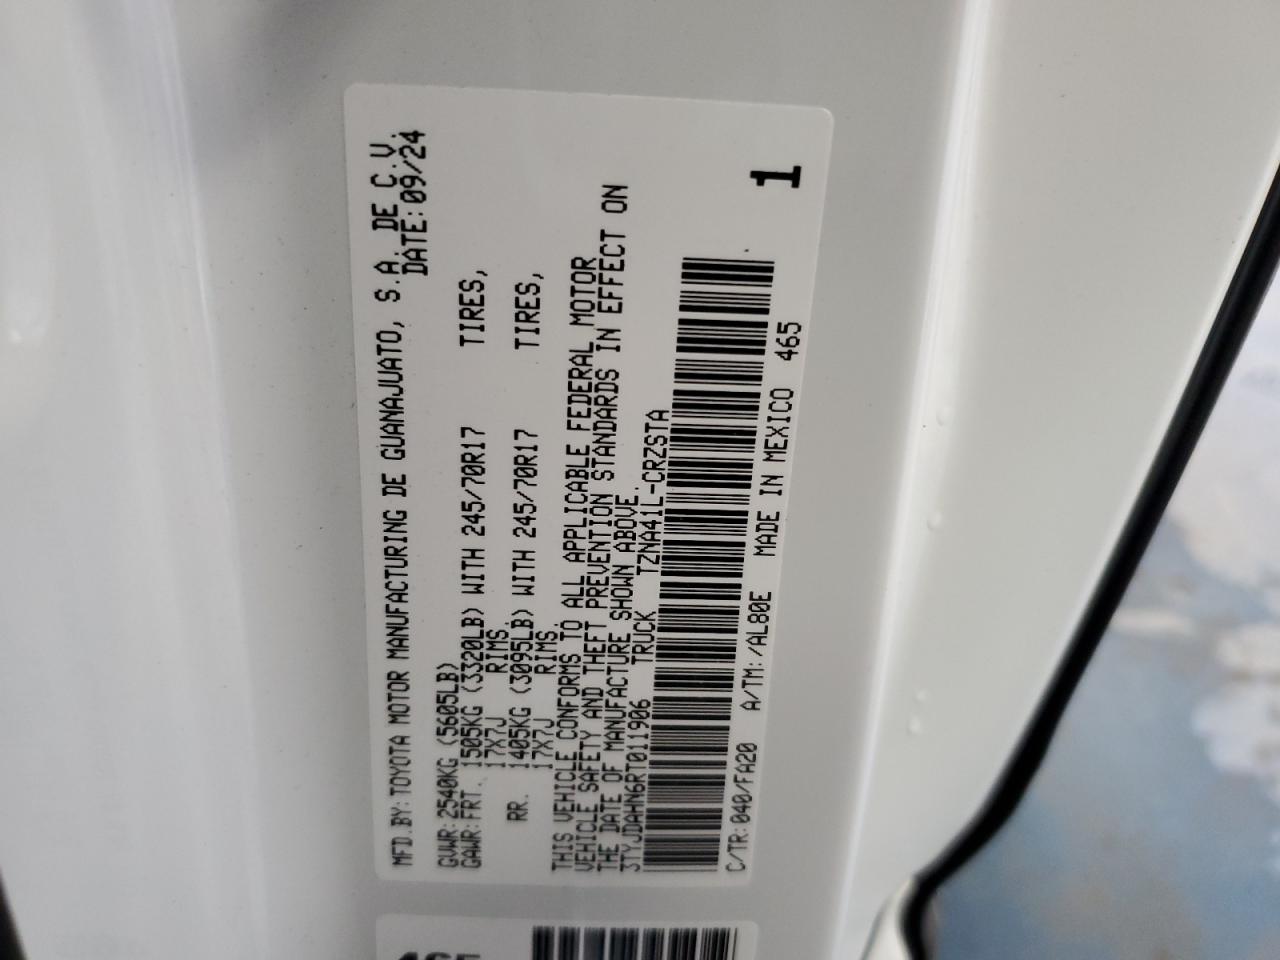 MFD.BY:TOYOTA MOTOR MANUFACTURING DE GUANAJUATO, S.A. DE C.V.
DATE:09/24
GVWR:2540KG (5605LB)
GAWR:FRT. 1505KG (3320LB) WITH 245/70R17 TIRES,
17X7J RIMS,
RR. 1405KG (3095LB) WITH 245/70R17 TIRES,
17X7J RIMS.
THIS VEHICLE CONFORMS TO ALL APPLICABLE FEDERAL MOTOR
VEHICLE SAFETY AND THEFT PREVENTION STANDARDS IN EFFECT ON
THE DATE OF MANUFACTURE SHOWN ABOVE.
3TYJDAHN6RT011906 TRUCK TZNA41L-CRZSTA
C/TR:040/FA20 A/TM:/AL80E MADE IN MEXICO 465
1